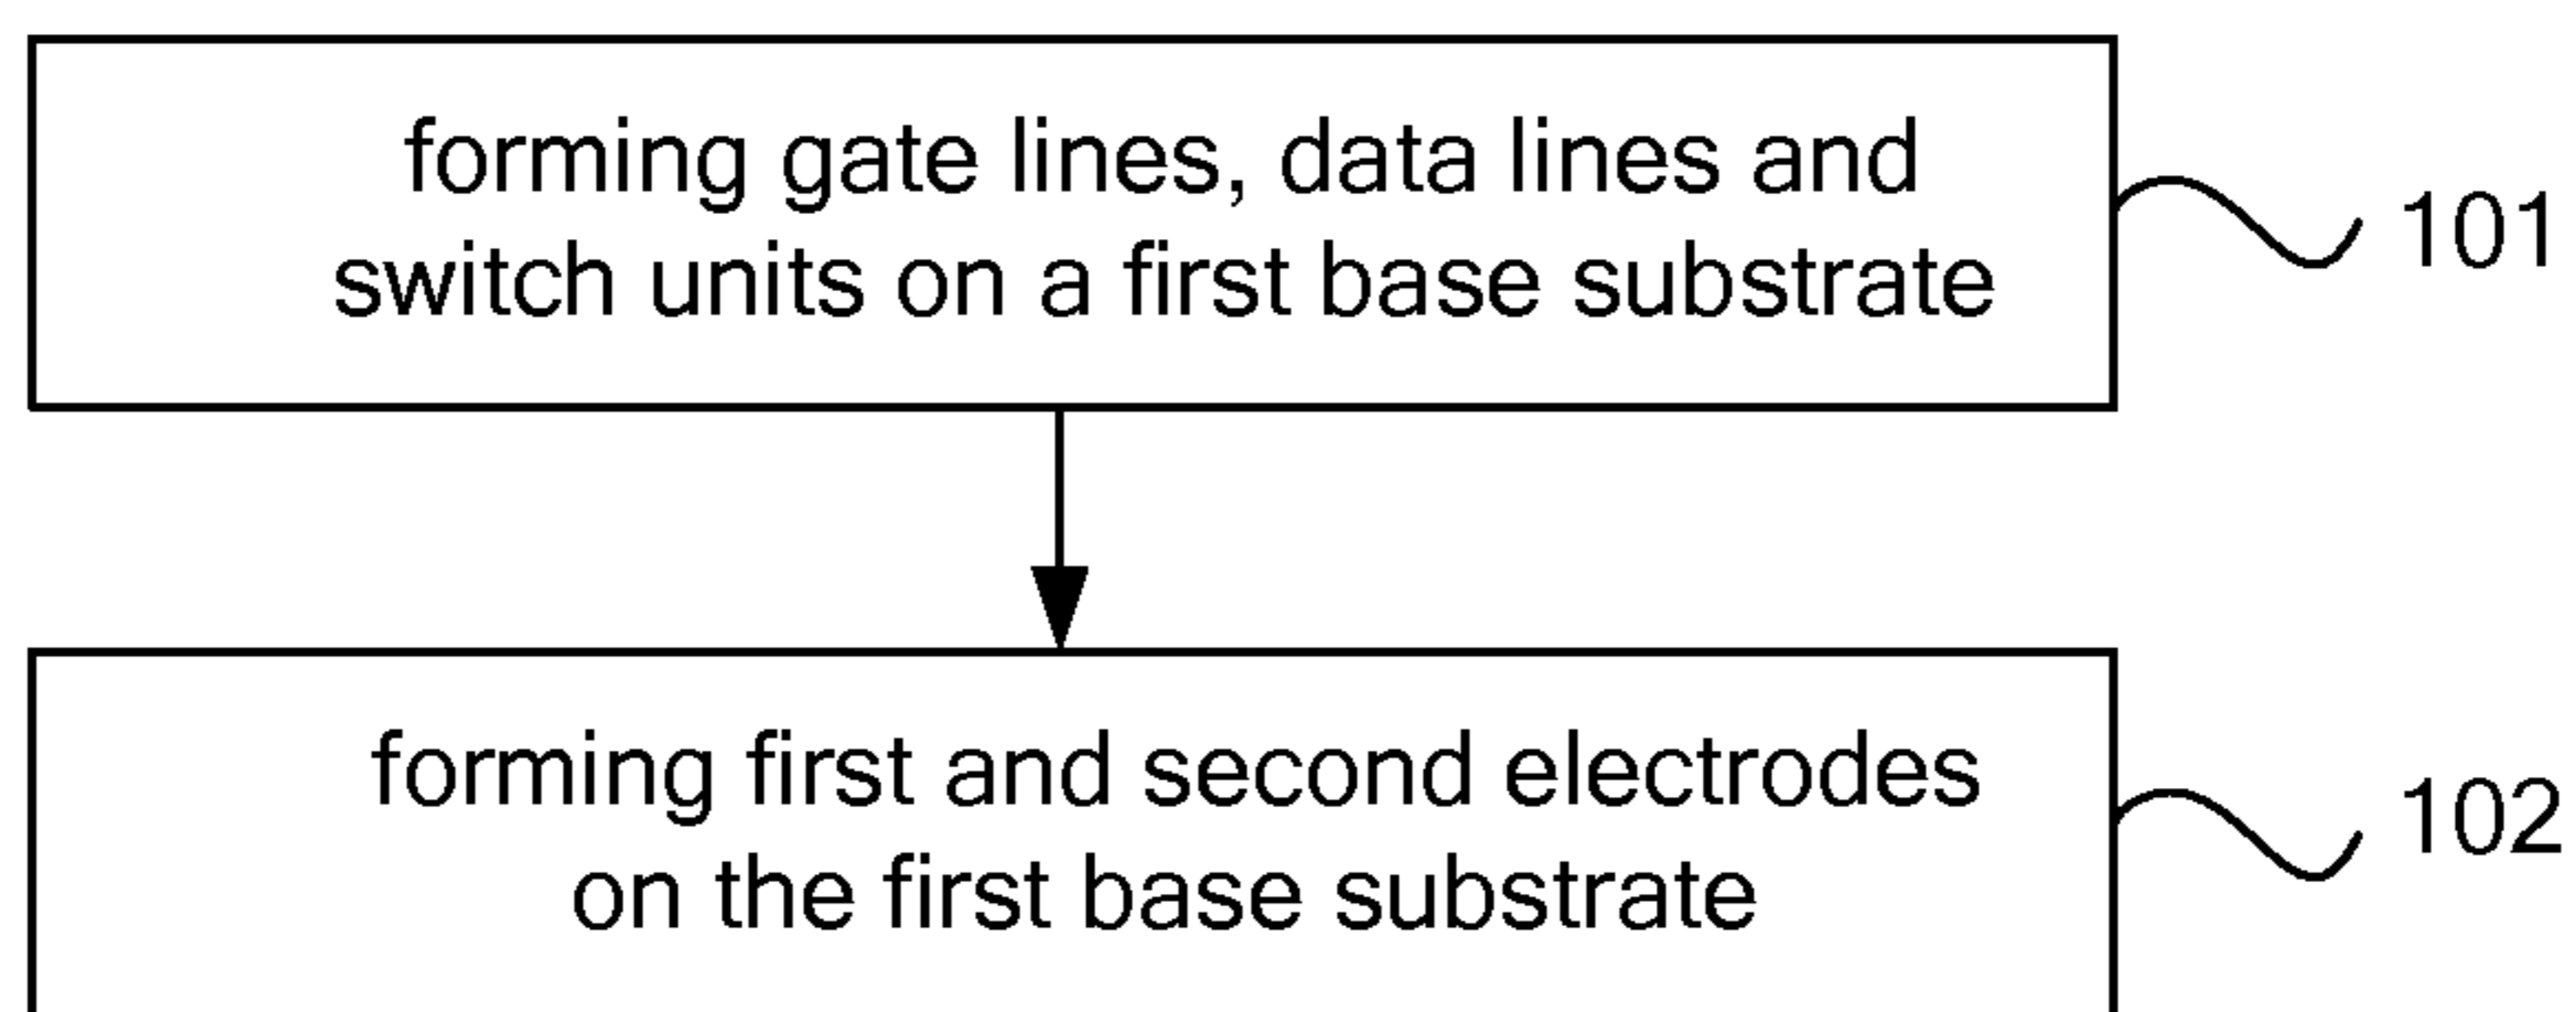 forming gate lines, data lines and
switch units on a first base substrate
101
forming first and second electrodes
on the first base substrate
102